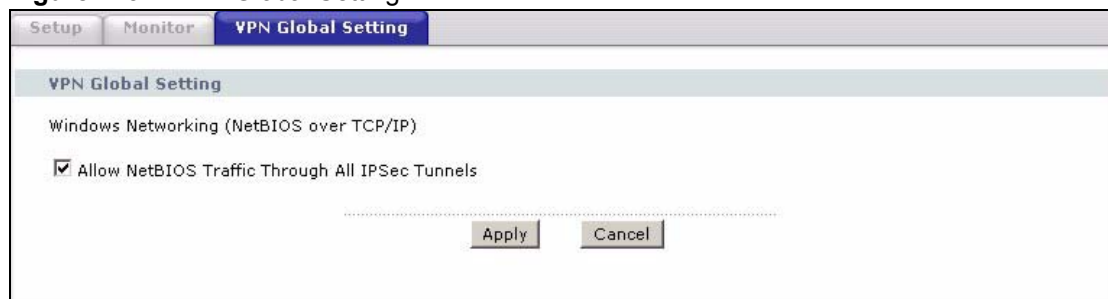 Setup Monitor VPN Global Setting
VPN Global Setting
Windows Networking (NetBIOS over TCP/IP)
Allow NetBIOS Traffic Through All IPSec Tunnels
Apply Cancel